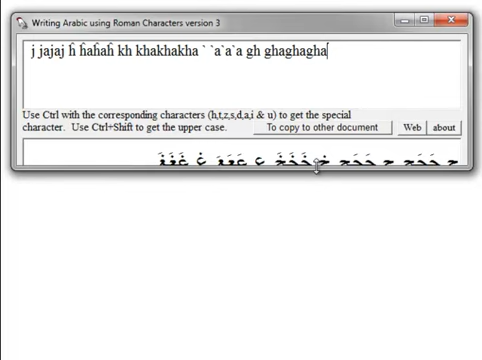 Writing Arabic using Roman Characters version 3
j jajaj ĥ ĥaĥaĥ kh khakhakha ` `a`a`a gh ghaghagha
Use Ctrl with the corresponding characters (h,t,z,s,d,a,i & u) to get the special
character. Use Ctrl+Shift to get the upper case.
To copy to other document
Web
about
ج جَجَج ح حَحَح خ خَخَخَ ع عَعَعَ غ غَغَغَ